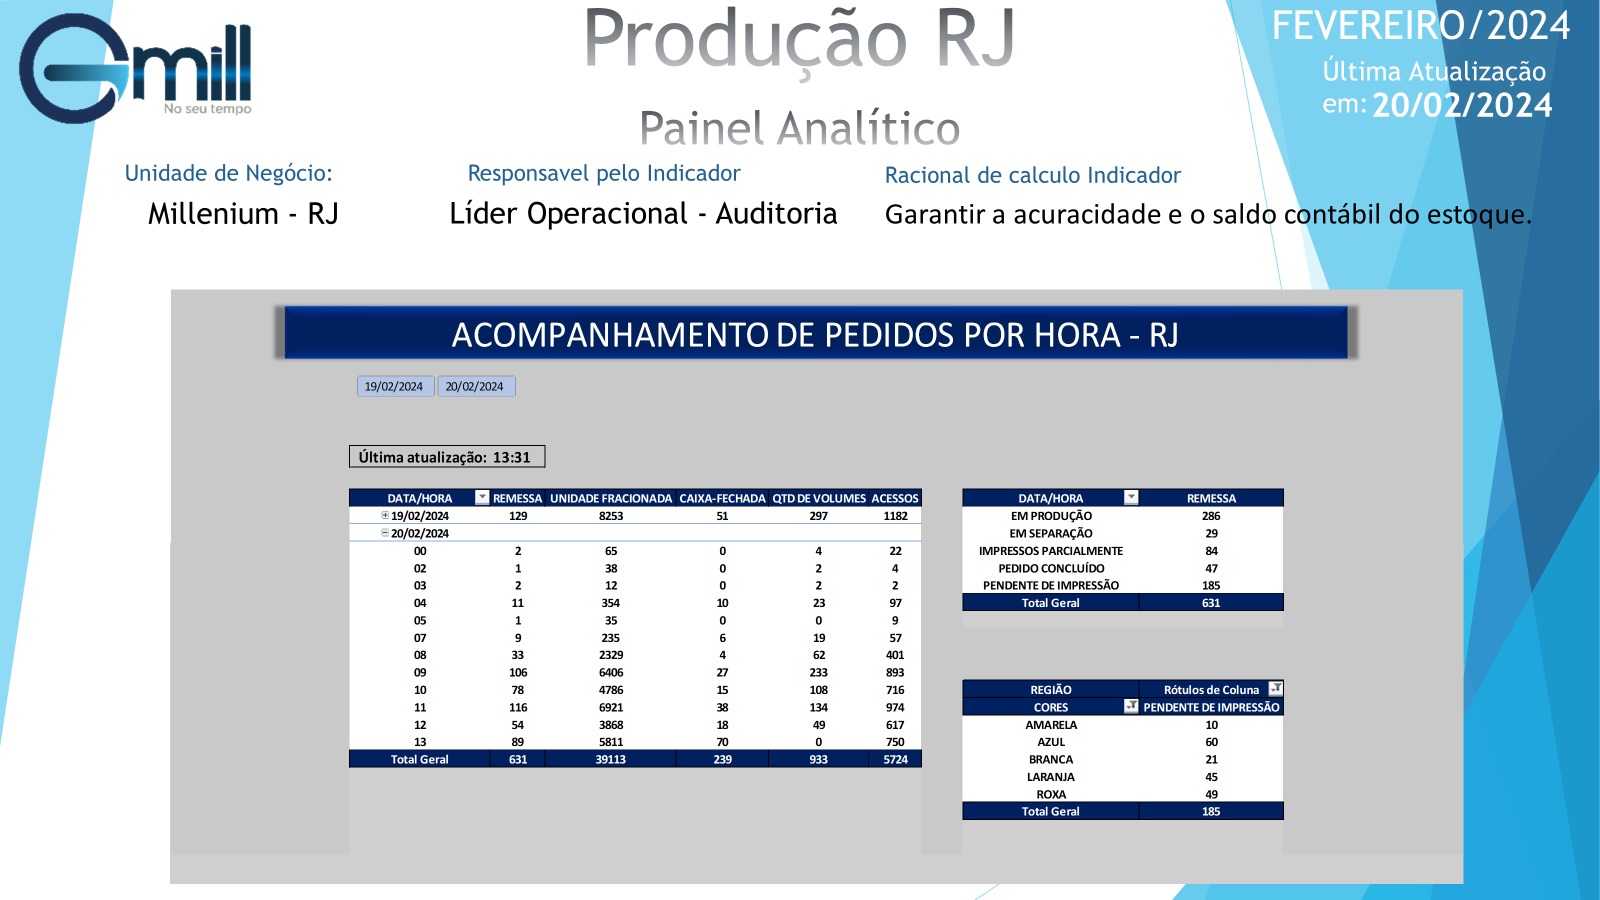 Gmill
No seu tempo
Produção RJ
Painel Analítico
FEVEREIRO/2024
Última Atualização
em: 20/02/2024
Unidade de Negócio:
Millenium - RJ
Responsavel pelo Indicador
Líder Operacional - Auditoria
Racional de calculo Indicador
Garantir a acuracidade e o saldo contábil do estoque.
ACOMPANHAMENTO DE PEDIDOS POR HORA - RJ
19/02/2024 20/02/2024
Última atualização: 13:31
DATA/HORA REMESSA UNIDADE FRACIONADA CAIXA-FECHADA QTD DE VOLUMES ACESSOS
19/02/2024 129 8253 51 297 1182
20/02/2024
00 2 65 0 4 22
02 1 38 0 2 4
03 2 12 0 2 2
04 11 354 10 23 97
05 1 35 0 0 9
07 9 235 6 19 57
08 33 2329 4 62 401
09 106 6406 27 233 893
10 78 4786 15 108 716
11 116 6921 38 134 974
12 54 3868 18 49 617
13 89 5811 70 0 750
Total Geral 631 39113 239 933 5724
DATA/HORA REMESSA
EM PRODUÇÃO 286
EM SEPARAÇÃO 29
IMPRESSOS PARCIALMENTE 84
PEDIDO CONCLUÍDO 47
PENDENTE DE IMPRESSÃO 185
Total Geral 631
REGIÃO Rótulos de Coluna
CORES PENDENTE DE IMPRESSÃO
AMARELA 10
AZUL 60
BRANCA 21
LARANJA 45
ROXA 49
Total Geral 185